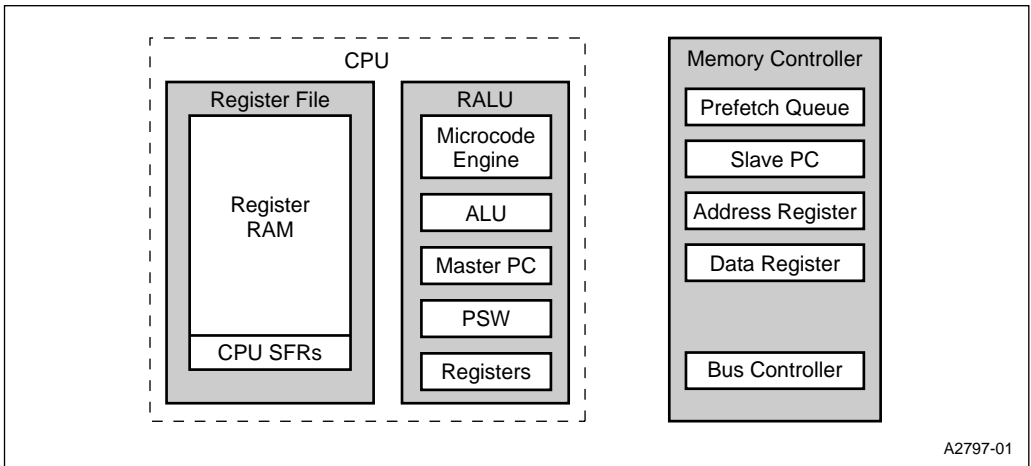 CPU
Register File
Register
RAM
CPU SFRs
RALU
Microcode
Engine
ALU
Master PC
PSW
Registers
Memory Controller
Prefetch Queue
Slave PC
Address Register
Data Register
Bus Controller
A2797-01